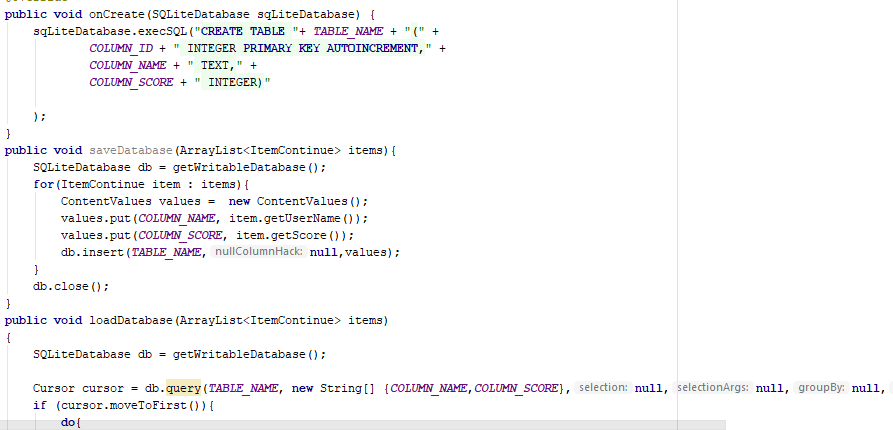 public void onCreate(SQLiteDatabase sqLiteDatabase) {
sqLiteDatabase.execSQL("CREATE TABLE "+ TABLE_NAME + "(" +
COLUMN_ID + " INTEGER PRIMARY KEY AUTOINCREMENT," +
COLUMN_NAME + " TEXT," +
COLUMN_SCORE + " INTEGER)"
);
}
public void saveDatabase(ArrayList<ItemContinue> items){
SQLiteDatabase db = getWritableDatabase();
for(ItemContinue item : items){
ContentValues values =  new ContentValues();
values.put(COLUMN_NAME, item.getUserName());
values.put(COLUMN_SCORE, item.getScore());
db.insert(TABLE_NAME, nullColumnHack: null,values);
}
db.close();
}
public void loadDatabase(ArrayList<ItemContinue> items)
{
SQLiteDatabase db = getWritableDatabase();
Cursor cursor = db.query(TABLE_NAME, new String[] {COLUMN_NAME,COLUMN_SCORE}, selection: null, selectionArgs: null, groupBy: null,
if (cursor.moveToFirst()){
do{